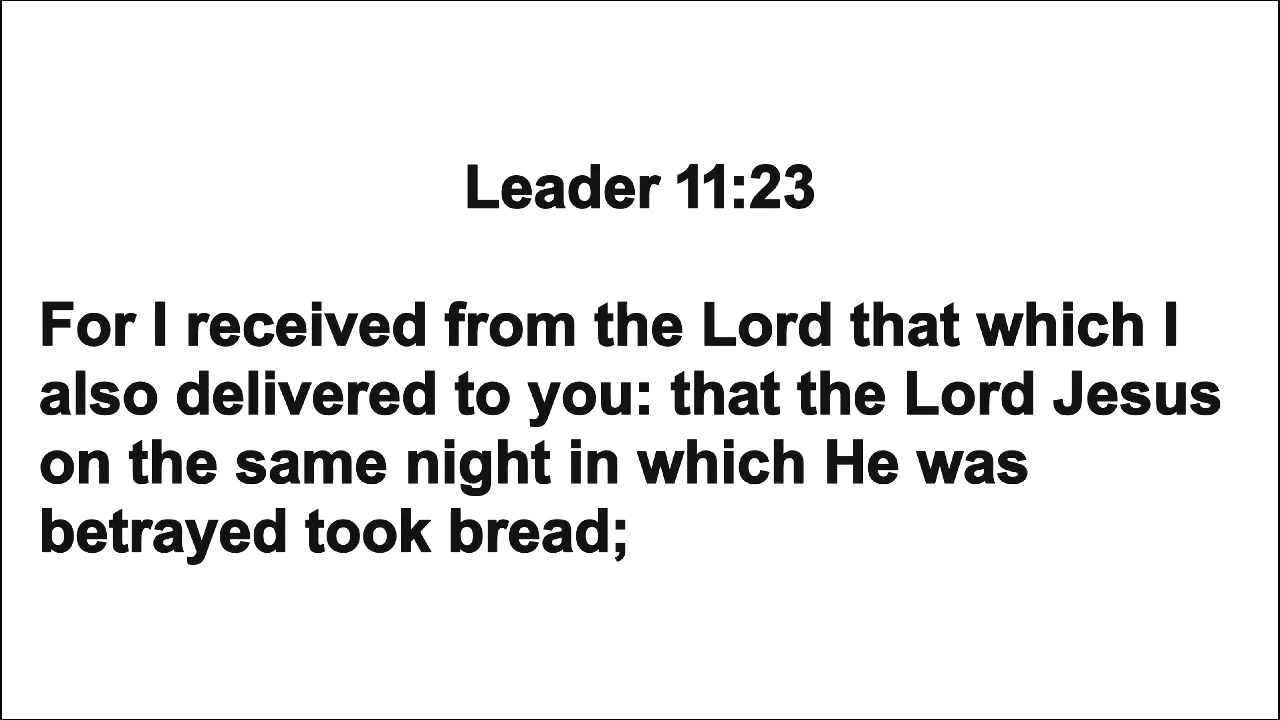 Leader 11:23
For I received from the Lord that which I
also delivered to you: that the Lord Jesus
on the same night in which He was
betrayed took bread;